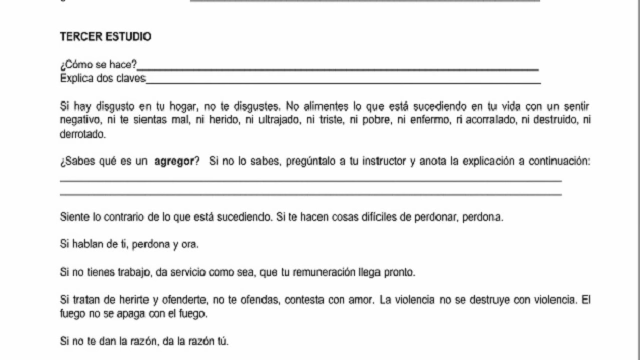 TERCER ESTUDIO
¿Cómo se hace?
Explica dos claves
Si hay disgusto en tu hogar, no te disgustes. No alimentes lo que está sucediendo en tu vida con un sentir
negativo, ni te sientas mal, ni herido, ni ultrajado, ni triste, ni pobre, ni enfermo, ni acorralado, ni destruido, ni
derrotado.
¿Sabes qué es un agregor? Si no lo sabes, pregúntalo a tu instructor y anota la explicación a continuación:
Siente lo contrario de lo que está sucediendo. Si te hacen cosas difíciles de perdonar, perdona.
Si hablan de ti, perdona y ora.
Si no tienes trabajo, da servicio como sea, que tu remuneración llega pronto.
Si tratan de herirte y ofenderte, no te ofendas, contesta con amor. La violencia no se destruye con violencia. El
fuego no se apaga con el fuego.
Si no te dan la razón, da la razón tú.